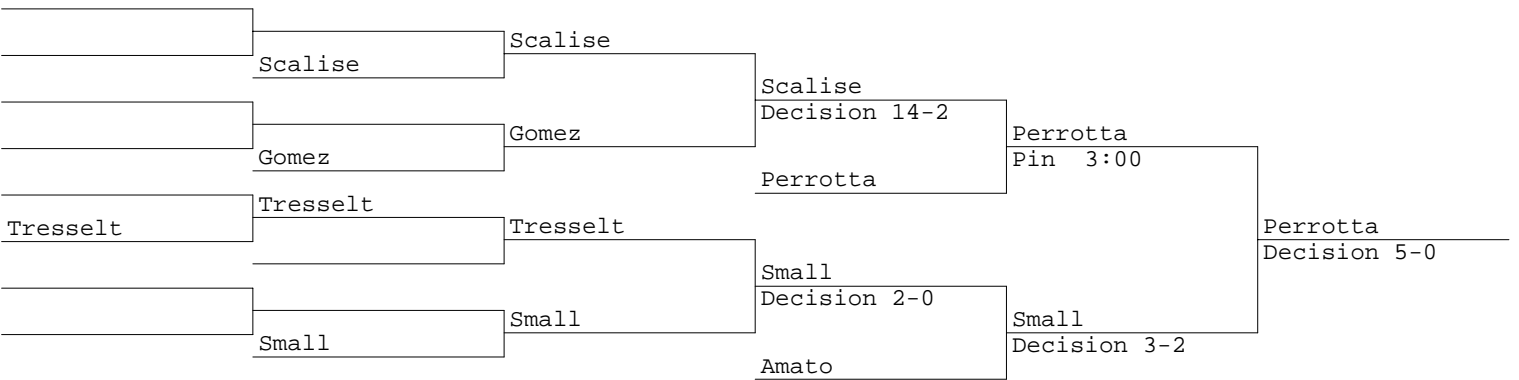 Scalise
Scalise
Scalise
Decision 14-2
Gomez
Perrotta
Gomez
Pin 3:00
Perrotta
Tresselt
Tresselt
Tresselt
Perrotta
Decision 5-0
Small
Decision 2-0
Small
Small
Small
Decision 3-2
Amato